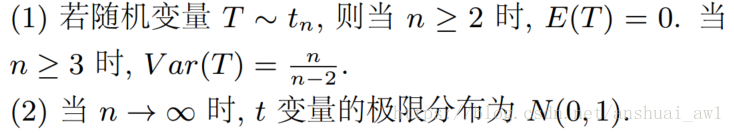 (1) 若随机变量 T ∼ tₙ, 则当 n ≥ 2 时, E(T) = 0. 当
n ≥ 3 时, Var(T) = n/(n−2).
(2) 当 n → ∞ 时, t 变量的极限分布为 N(0, 1).